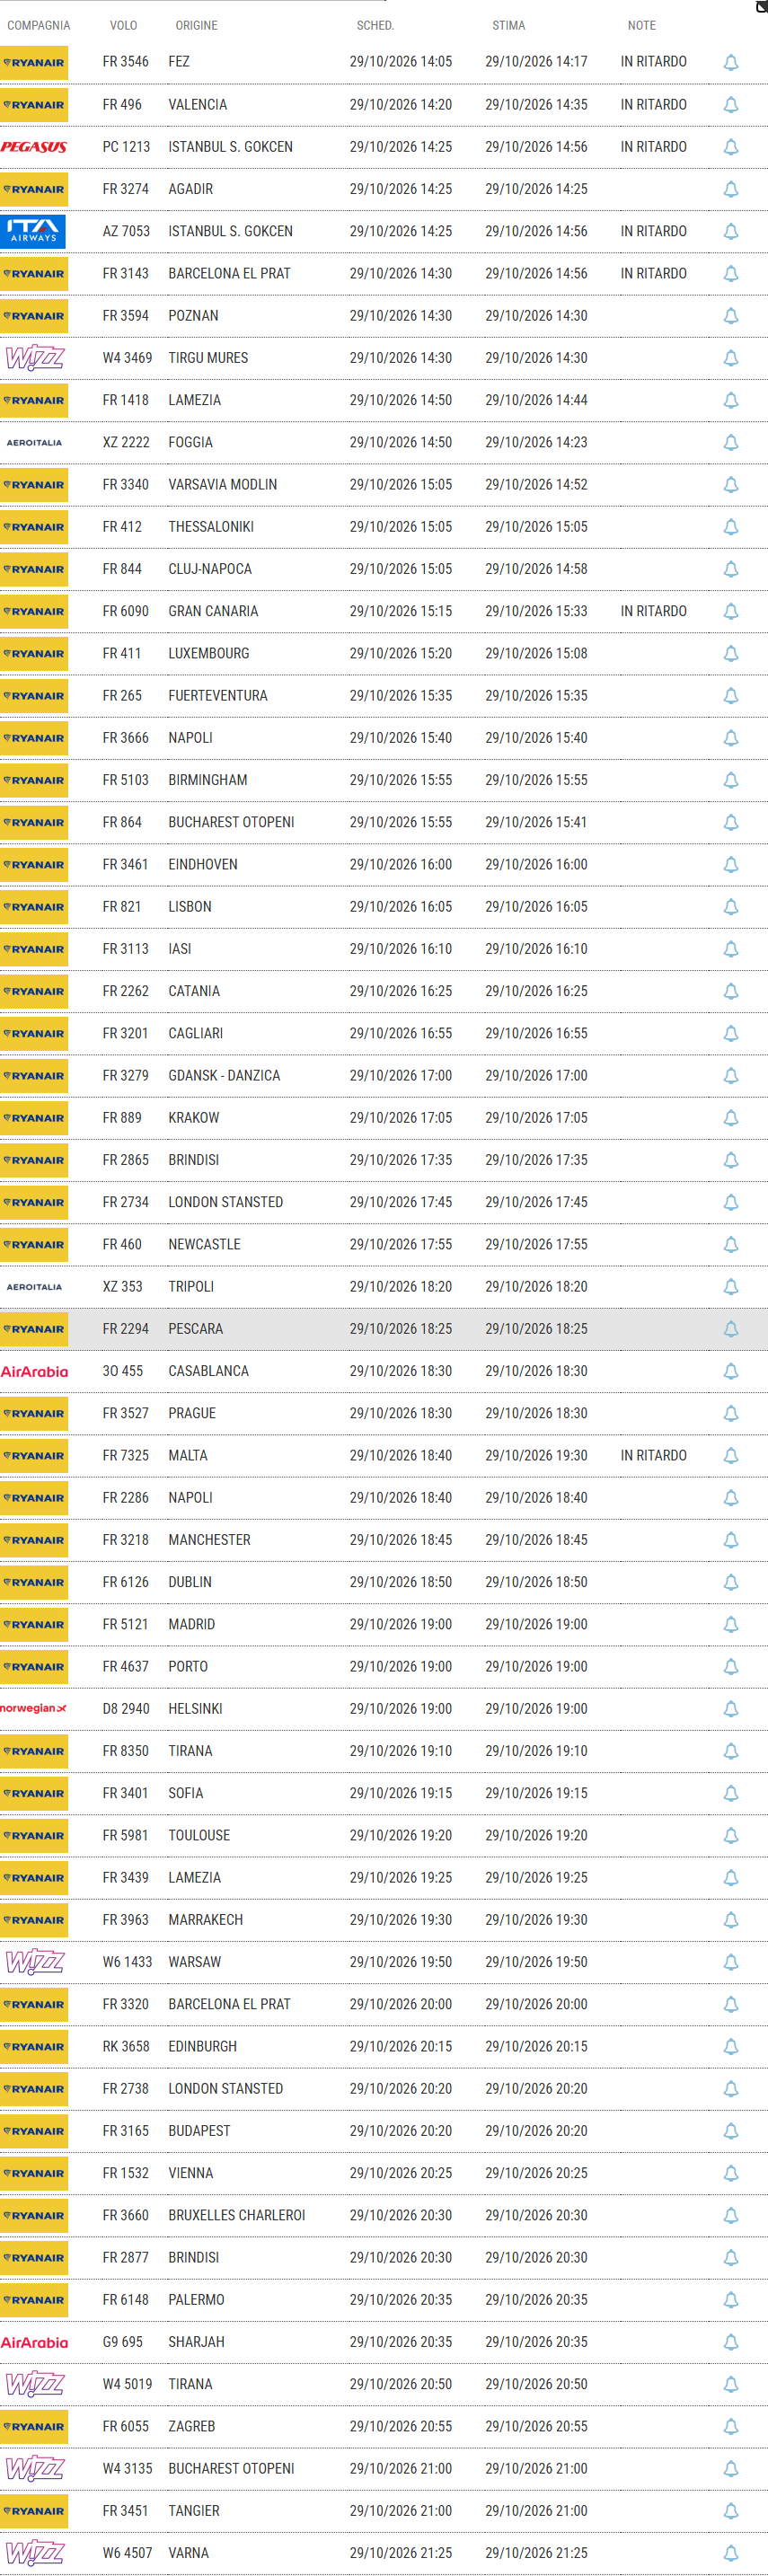 COMPAGNIA VOLO ORIGINE SCHED. STIMA NOTE
RYANAIR FR 3546 FEZ 29/10/2026 14:05 29/10/2026 14:17 IN RITARDO
RYANAIR FR 496 VALENCIA 29/10/2026 14:20 29/10/2026 14:35 IN RITARDO
PEGASUS PC 1213 ISTANBUL S. GOKCEN 29/10/2026 14:25 29/10/2026 14:56 IN RITARDO
RYANAIR FR 3274 AGADIR 29/10/2026 14:25 29/10/2026 14:25
ITA AIRWAYS AZ 7053 ISTANBUL S. GOKCEN 29/10/2026 14:25 29/10/2026 14:56 IN RITARDO
RYANAIR FR 3143 BARCELONA EL PRAT 29/10/2026 14:30 29/10/2026 14:56 IN RITARDO
RYANAIR FR 3594 POZNAN 29/10/2026 14:30 29/10/2026 14:30
WIZZ W4 3469 TIRGU MURES 29/10/2026 14:30 29/10/2026 14:30
RYANAIR FR 1418 LAMEZIA 29/10/2026 14:50 29/10/2026 14:44
AEROITALIA XZ 2222 FOGGIA 29/10/2026 14:50 29/10/2026 14:23
RYANAIR FR 3340 VARSAVIA MODLIN 29/10/2026 15:05 29/10/2026 14:52
RYANAIR FR 412 THESSALONIKI 29/10/2026 15:05 29/10/2026 15:05
RYANAIR FR 844 CLUJ-NAPOCA 29/10/2026 15:05 29/10/2026 14:58
RYANAIR FR 6090 GRAN CANARIA 29/10/2026 15:15 29/10/2026 15:33 IN RITARDO
RYANAIR FR 411 LUXEMBOURG 29/10/2026 15:20 29/10/2026 15:08
RYANAIR FR 265 FUERTEVENTURA 29/10/2026 15:35 29/10/2026 15:35
RYANAIR FR 3666 NAPOLI 29/10/2026 15:40 29/10/2026 15:40
RYANAIR FR 5103 BIRMINGHAM 29/10/2026 15:55 29/10/2026 15:55
RYANAIR FR 864 BUCHAREST OTOPENI 29/10/2026 15:55 29/10/2026 15:41
RYANAIR FR 3461 EINDHOVEN 29/10/2026 16:00 29/10/2026 16:00
RYANAIR FR 821 LISBON 29/10/2026 16:05 29/10/2026 16:05
RYANAIR FR 3113 IASI 29/10/2026 16:10 29/10/2026 16:10
RYANAIR FR 2262 CATANIA 29/10/2026 16:25 29/10/2026 16:25
RYANAIR FR 3201 CAGLIARI 29/10/2026 16:55 29/10/2026 16:55
RYANAIR FR 3279 GDANSK - DANZICA 29/10/2026 17:00 29/10/2026 17:00
RYANAIR FR 889 KRAKOW 29/10/2026 17:05 29/10/2026 17:05
RYANAIR FR 2865 BRINDISI 29/10/2026 17:35 29/10/2026 17:35
RYANAIR FR 2734 LONDON STANSTED 29/10/2026 17:45 29/10/2026 17:45
RYANAIR FR 460 NEWCASTLE 29/10/2026 17:55 29/10/2026 17:55
AEROITALIA XZ 353 TRIPOLI 29/10/2026 18:20 29/10/2026 18:20
RYANAIR FR 2294 PESCARA 29/10/2026 18:25 29/10/2026 18:25
AirArabia 3O 455 CASABLANCA 29/10/2026 18:30 29/10/2026 18:30
RYANAIR FR 3527 PRAGUE 29/10/2026 18:30 29/10/2026 18:30
RYANAIR FR 7325 MALTA 29/10/2026 18:40 29/10/2026 19:30 IN RITARDO
RYANAIR FR 2286 NAPOLI 29/10/2026 18:40 29/10/2026 18:40
RYANAIR FR 3218 MANCHESTER 29/10/2026 18:45 29/10/2026 18:45
RYANAIR FR 6126 DUBLIN 29/10/2026 18:50 29/10/2026 18:50
RYANAIR FR 5121 MADRID 29/10/2026 19:00 29/10/2026 19:00
RYANAIR FR 4637 PORTO 29/10/2026 19:00 29/10/2026 19:00
norwegian D8 2940 HELSINKI 29/10/2026 19:00 29/10/2026 19:00
RYANAIR FR 8350 TIRANA 29/10/2026 19:10 29/10/2026 19:10
RYANAIR FR 3401 SOFIA 29/10/2026 19:15 29/10/2026 19:15
RYANAIR FR 5981 TOULOUSE 29/10/2026 19:20 29/10/2026 19:20
RYANAIR FR 3439 LAMEZIA 29/10/2026 19:25 29/10/2026 19:25
RYANAIR FR 3963 MARRAKECH 29/10/2026 19:30 29/10/2026 19:30
WIZZ W6 1433 WARSAW 29/10/2026 19:50 29/10/2026 19:50
RYANAIR FR 3320 BARCELONA EL PRAT 29/10/2026 20:00 29/10/2026 20:00
RYANAIR RK 3658 EDINBURGH 29/10/2026 20:15 29/10/2026 20:15
RYANAIR FR 2738 LONDON STANSTED 29/10/2026 20:20 29/10/2026 20:20
RYANAIR FR 3165 BUDAPEST 29/10/2026 20:20 29/10/2026 20:20
RYANAIR FR 1532 VIENNA 29/10/2026 20:25 29/10/2026 20:25
RYANAIR FR 3660 BRUXELLES CHARLEROI 29/10/2026 20:30 29/10/2026 20:30
RYANAIR FR 2877 BRINDISI 29/10/2026 20:30 29/10/2026 20:30
RYANAIR FR 6148 PALERMO 29/10/2026 20:35 29/10/2026 20:35
AirArabia G9 695 SHARJAH 29/10/2026 20:35 29/10/2026 20:35
WIZZ W4 5019 TIRANA 29/10/2026 20:50 29/10/2026 20:50
RYANAIR FR 6055 ZAGREB 29/10/2026 20:55 29/10/2026 20:55
WIZZ W4 3135 BUCHAREST OTOPENI 29/10/2026 21:00 29/10/2026 21:00
RYANAIR FR 3451 TANGIER 29/10/2026 21:00 29/10/2026 21:00
WIZZ W6 4507 VARNA 29/10/2026 21:25 29/10/2026 21:25